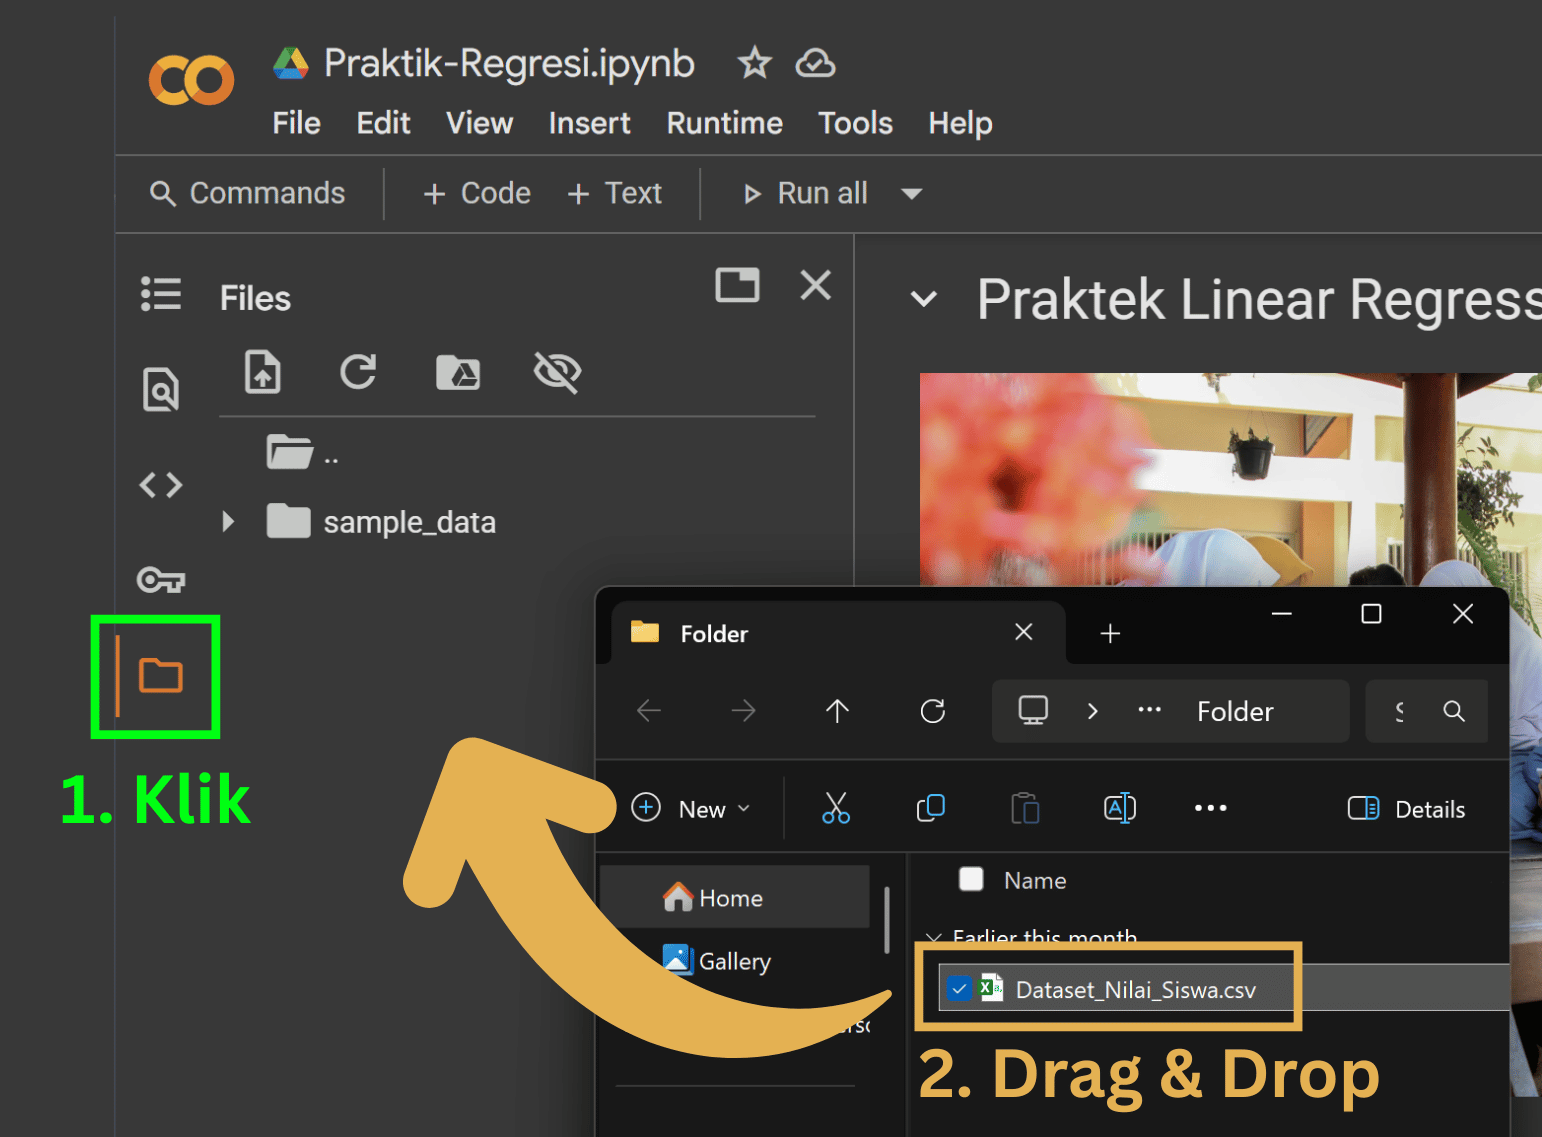 Praktik-Regresi.ipynb
File Edit View Insert Runtime Tools Help
Commands + Code + Text Run all
Files
Praktek Linear Regress
..
sample_data
1. Klik
Folder
Folder
New
Details
Home
Gallery
Name
Earlier this month
Dataset_Nilai_Siswa.csv
2. Drag & Drop